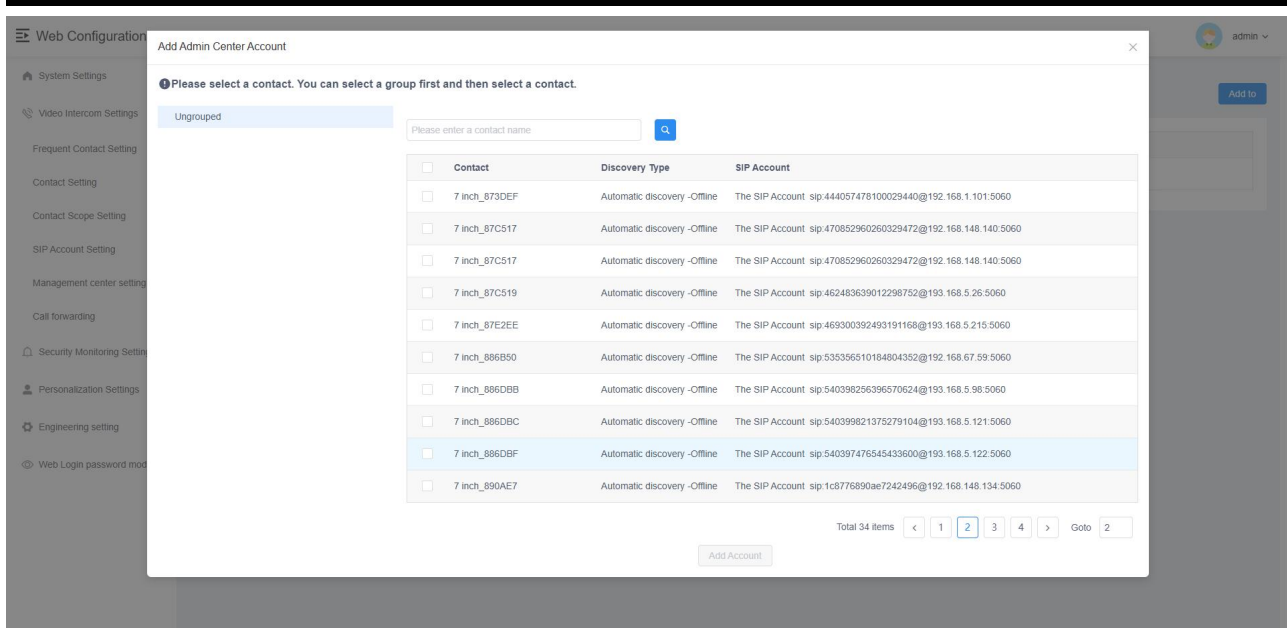 Web Configuration
admin
Add Admin Center Account
System Settings
Please select a contact. You can select a group first and then select a contact.
Add to
Video Intercom Settings
Ungrouped
Please enter a contact name
Frequent Contact Setting
Contact Discovery Type SIP Account
Contact Setting
7 inch_873DEF Automatic discovery -Offline The SIP Account sip:444057478100029440@192.168.1.101:5060
Contact Scope Setting
7 inch_87C517 Automatic discovery -Offline The SIP Account sip:470852960260329472@192.168.148.140:5060
SIP Account Setting
7 inch_87C517 Automatic discovery -Offline The SIP Account sip:470852960260329472@192.168.148.140:5060
Management center setting
7 inch_87C519 Automatic discovery -Offline The SIP Account sip:462483639012298752@193.168.5.26:5060
Call forwarding
7 inch_87E2EE Automatic discovery -Offline The SIP Account sip:469300392493191168@193.168.5.215:5060
Security Monitoring Settin
7 inch_886B50 Automatic discovery -Offline The SIP Account sip:535356510184804352@192.168.67.59:5060
Personalization Settings
7 inch_886DBB Automatic discovery -Offline The SIP Account sip:540398256396570624@193.168.5.98:5060
Engineering setting
7 inch_886DBC Automatic discovery -Offline The SIP Account sip:540399821375279104@193.168.5.121:5060
7 inch_886DBF Automatic discovery -Offline The SIP Account sip:540397476545433600@193.168.5.122:5060
Web Login password mod
7 inch_890AE7 Automatic discovery -Offline The SIP Account sip:1c8776890ae7242496@192.168.148.134:5060
Total 34 items < 1 2 3 4 > Goto 2
Add Account